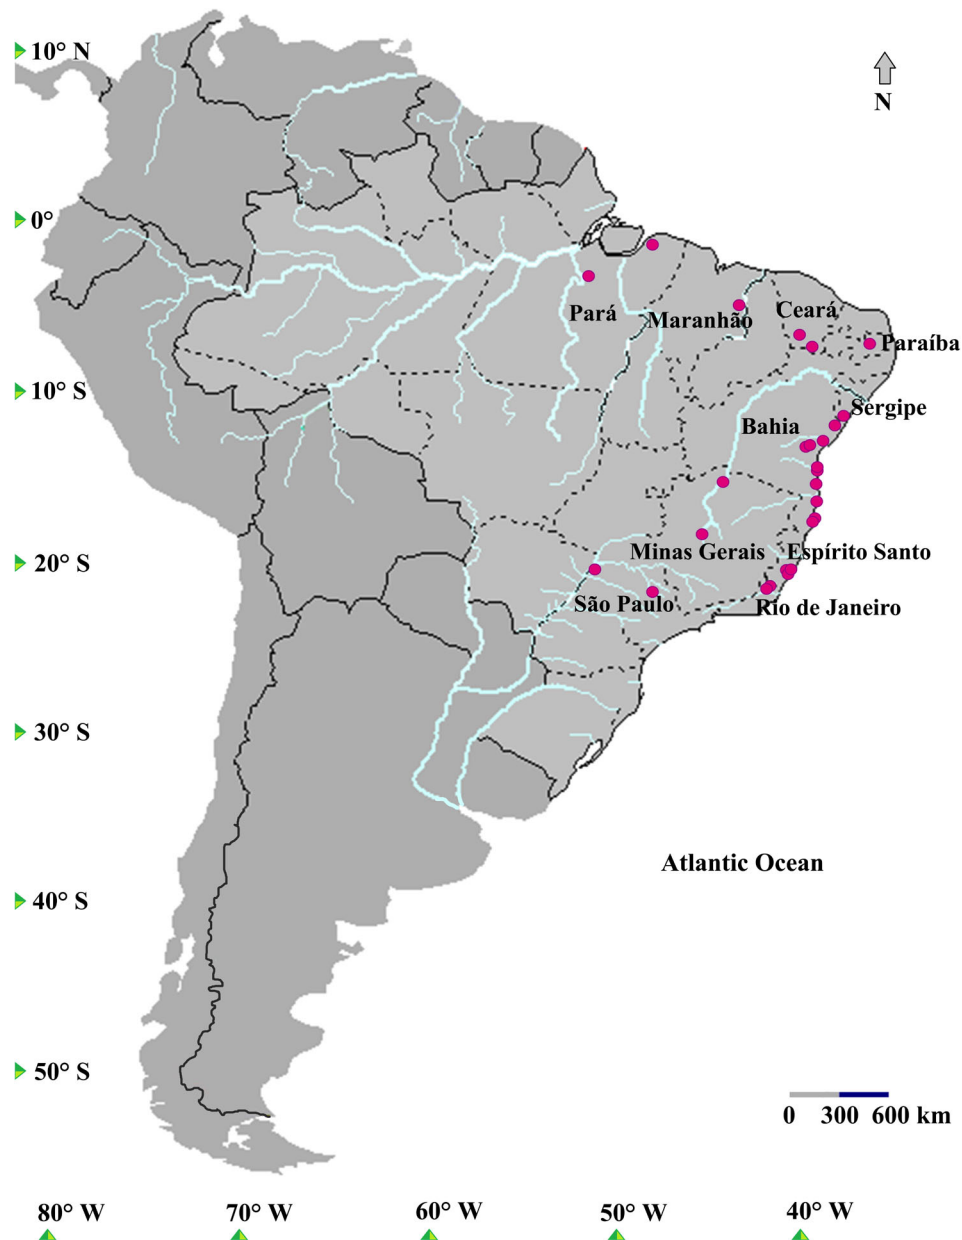 10° N
N
0°
Pará
Maranhão
Ceará
Paraíba
10° S
Sergipe
Bahia
20° S
Minas Gerais
Espírito Santo
São Paulo
Rio de Janeiro
30° S
Atlantic Ocean
40° S
50° S
0 300 600 km
80° W 70° W 60° W 50° W 40° W